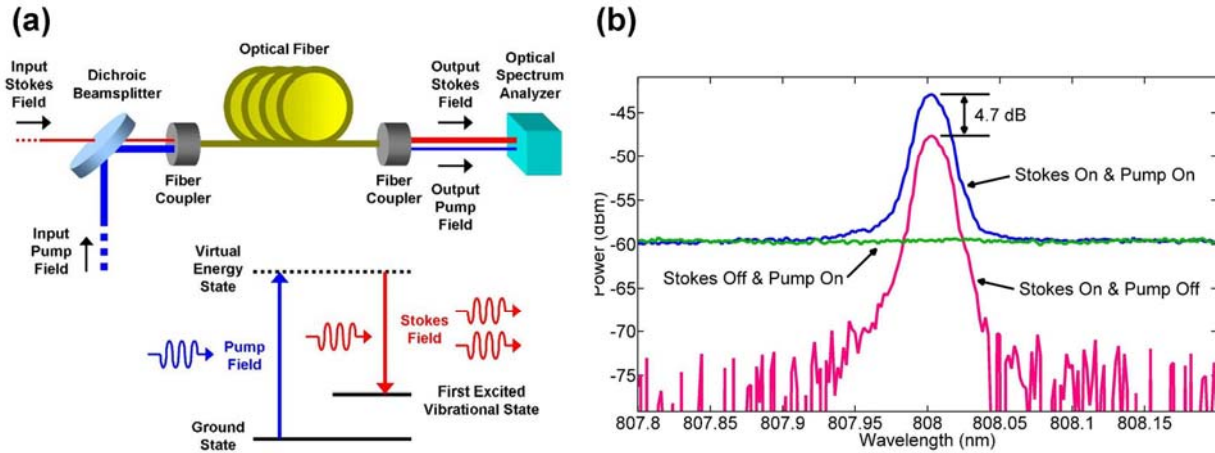 (a)
Input
Stokes
Field
Dichroic
Beamsplitter
Optical Fiber
Output
Stokes
Field
Optical
Spectrum
Analyzer
Fiber
Coupler
Fiber
Coupler
Output
Pump
Field
Input
Pump
Field
Virtual
Energy
State
Pump
Field
Stokes
Field
First Excited
Vibrational State
Ground
State
(b)
Power (dBm)
-45
-50
-55
-60
-65
-70
-75
4.7 dB
Stokes On & Pump On
Stokes Off & Pump On
Stokes On & Pump Off
807.8 807.85 807.9 807.95 808 808.05 808.1 808.15
Wavelength (nm)